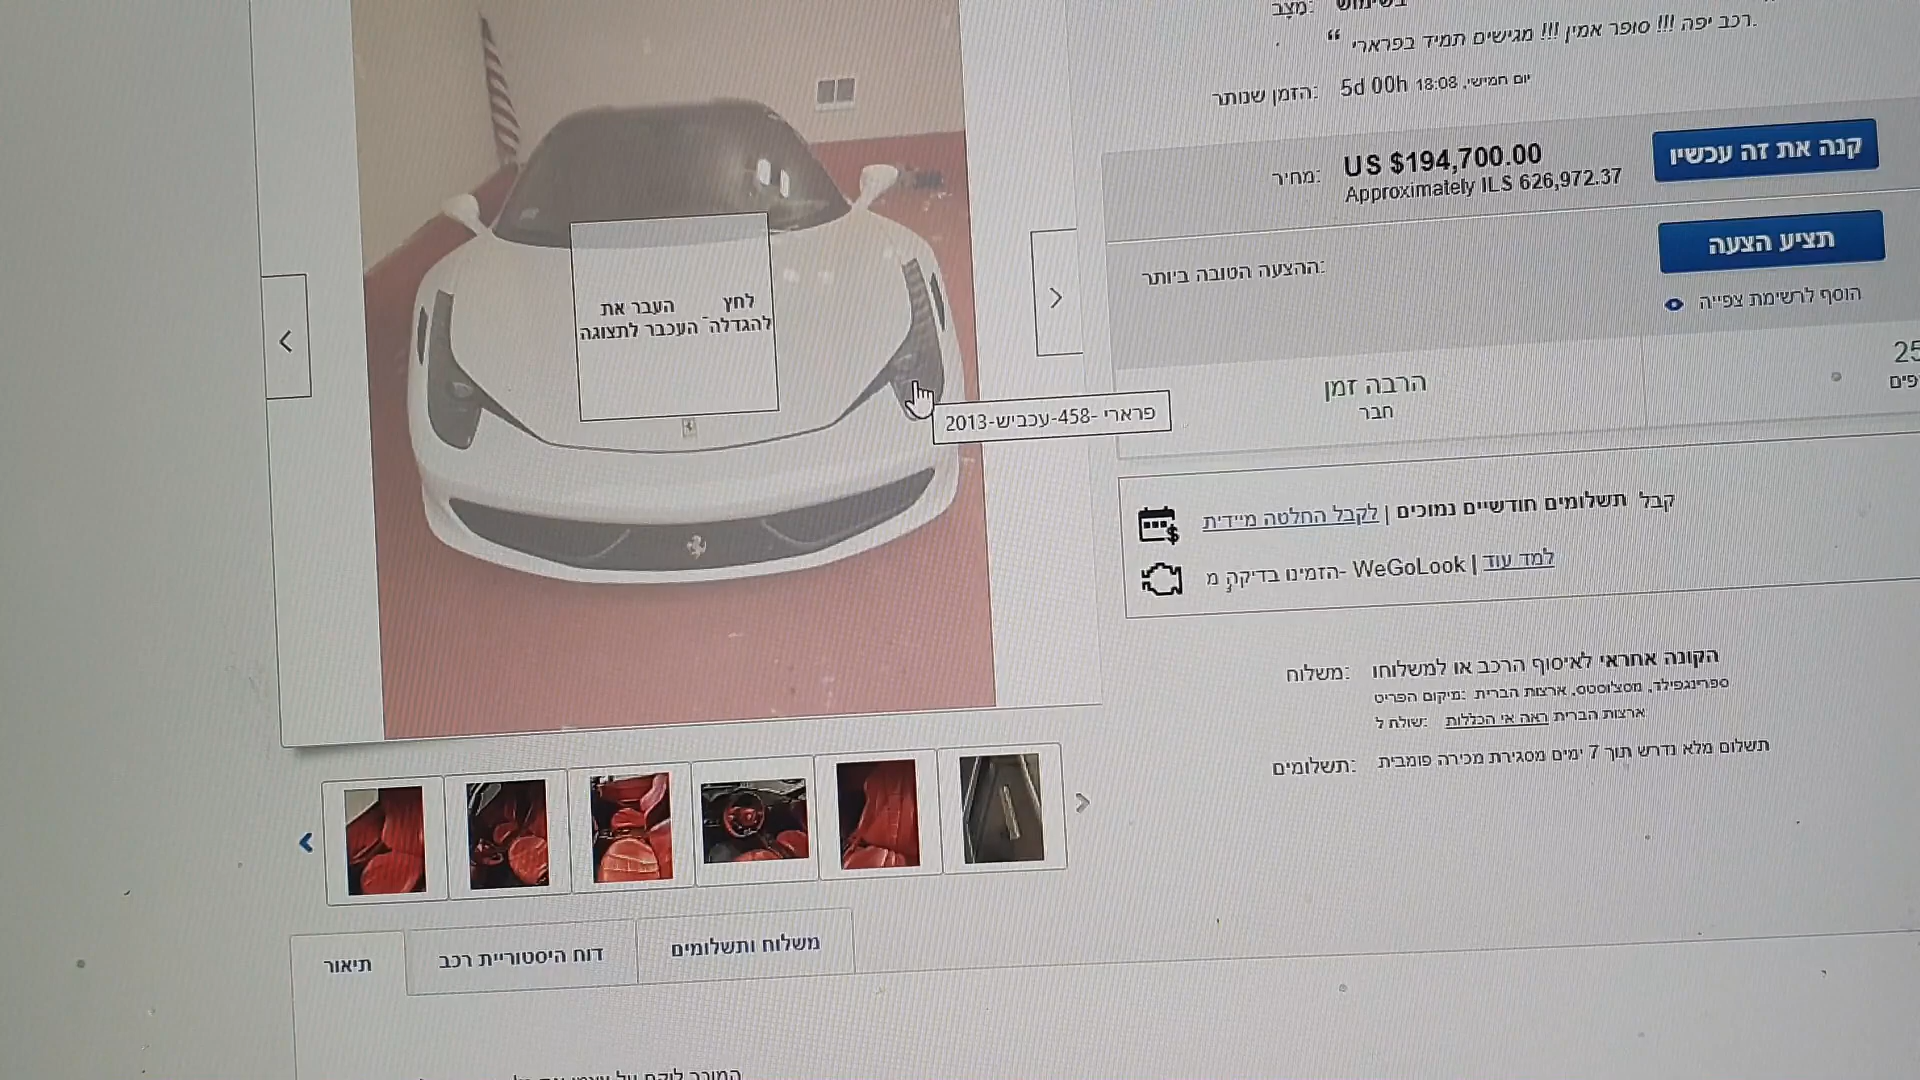 מצב: בשימוש
“ רכב יפה !!! סופר אמין !!! מגישים תמיד בפרארי.
הזמן שנותר: 5d 00h יום חמישי, 18:08
מחיר: US $194,700.00
Approximately ILS 626,972.37
קנה את זה עכשיו
ההצעה הטובה ביותר:
תציע הצעה
הוסף לרשימת צפייה
הרבה זמן
חבר
לחץ להגדלה - העבר את העכבר לתצוגה
פרארי -458-עכביש-2013
קבל תשלומים חודשיים נמוכים | לקבל החלטה מיידית
הזמינו בדיקה מ- WeGoLook | למד עוד
משלוח: הקונה אחראי לאיסוף הרכב או למשלוחו
מיקום הפריט: ספרינגפילד, מסצ'וסטס, ארצות הברית
שולח ל: ארצות הברית ראה אי הכללות
תשלומים: תשלום מלא נדרש תוך 7 ימים מסגירת מכירה פומבית
תיאור
דוח היסטוריית רכב
משלוח ותשלומים